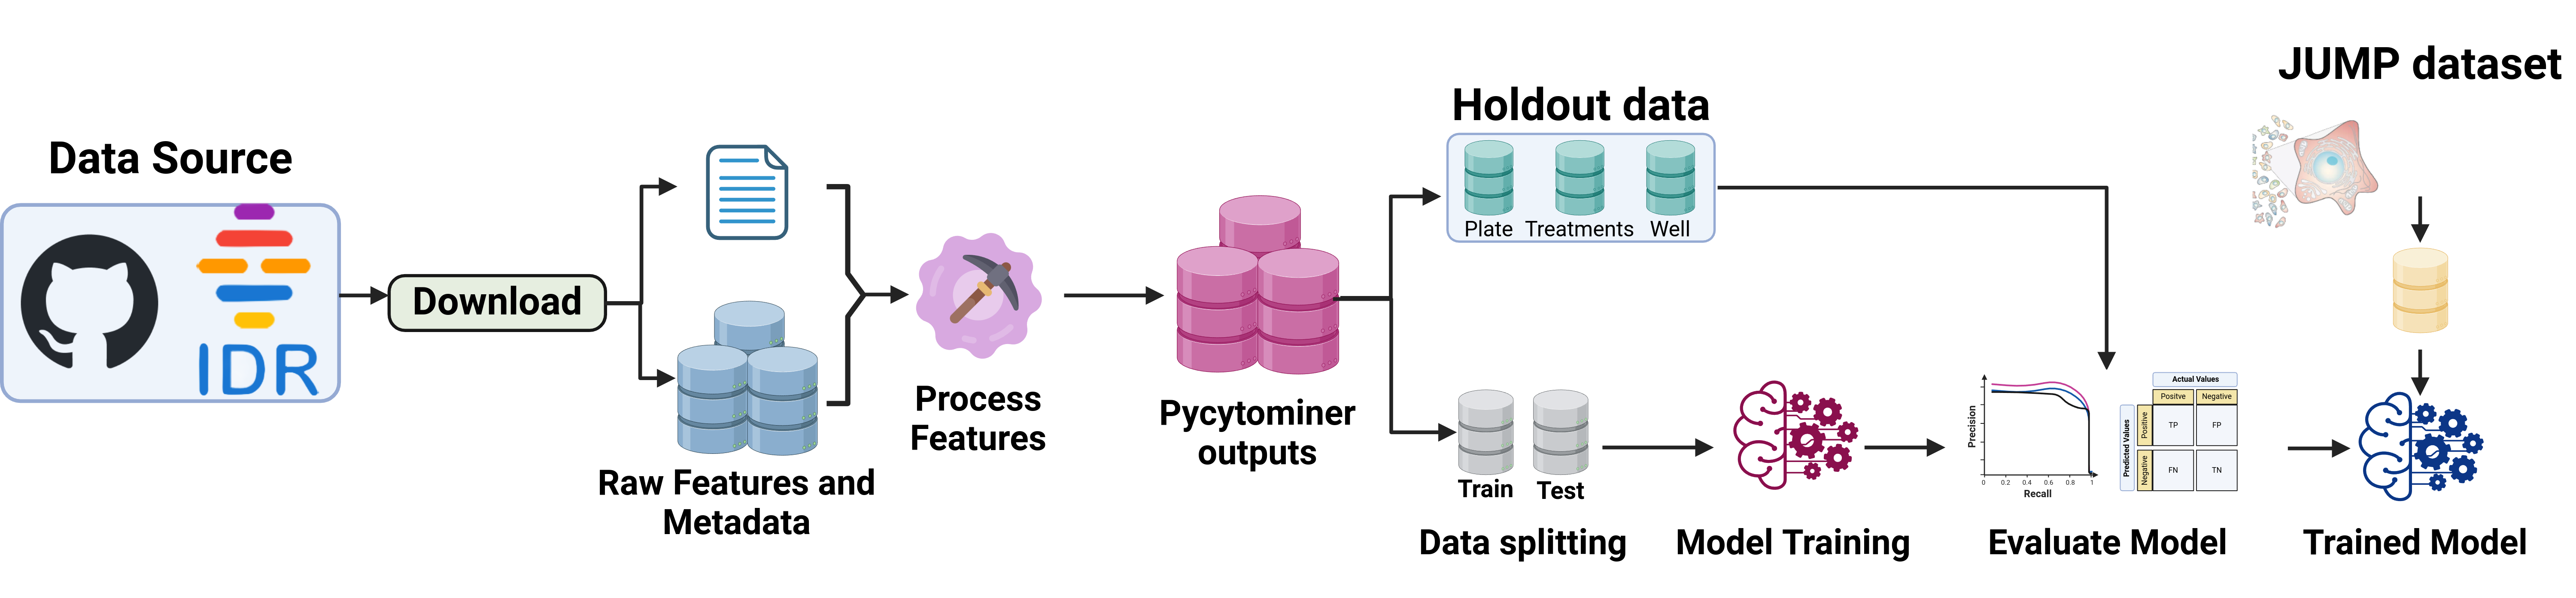 Data Source
IDR
Download
Raw Features and
Metadata
Process
Features
Pycytominer
outputs
Holdout data
Plate Treatments Well
Train Test
Data splitting
Model Training
Precision
0 0.2 0.4 0.6 0.8 1
Recall
Actual Values
Positve Negative
Predicted Values
Positive
TP FP
Negative
FN TN
Evaluate Model
JUMP dataset
Trained Model